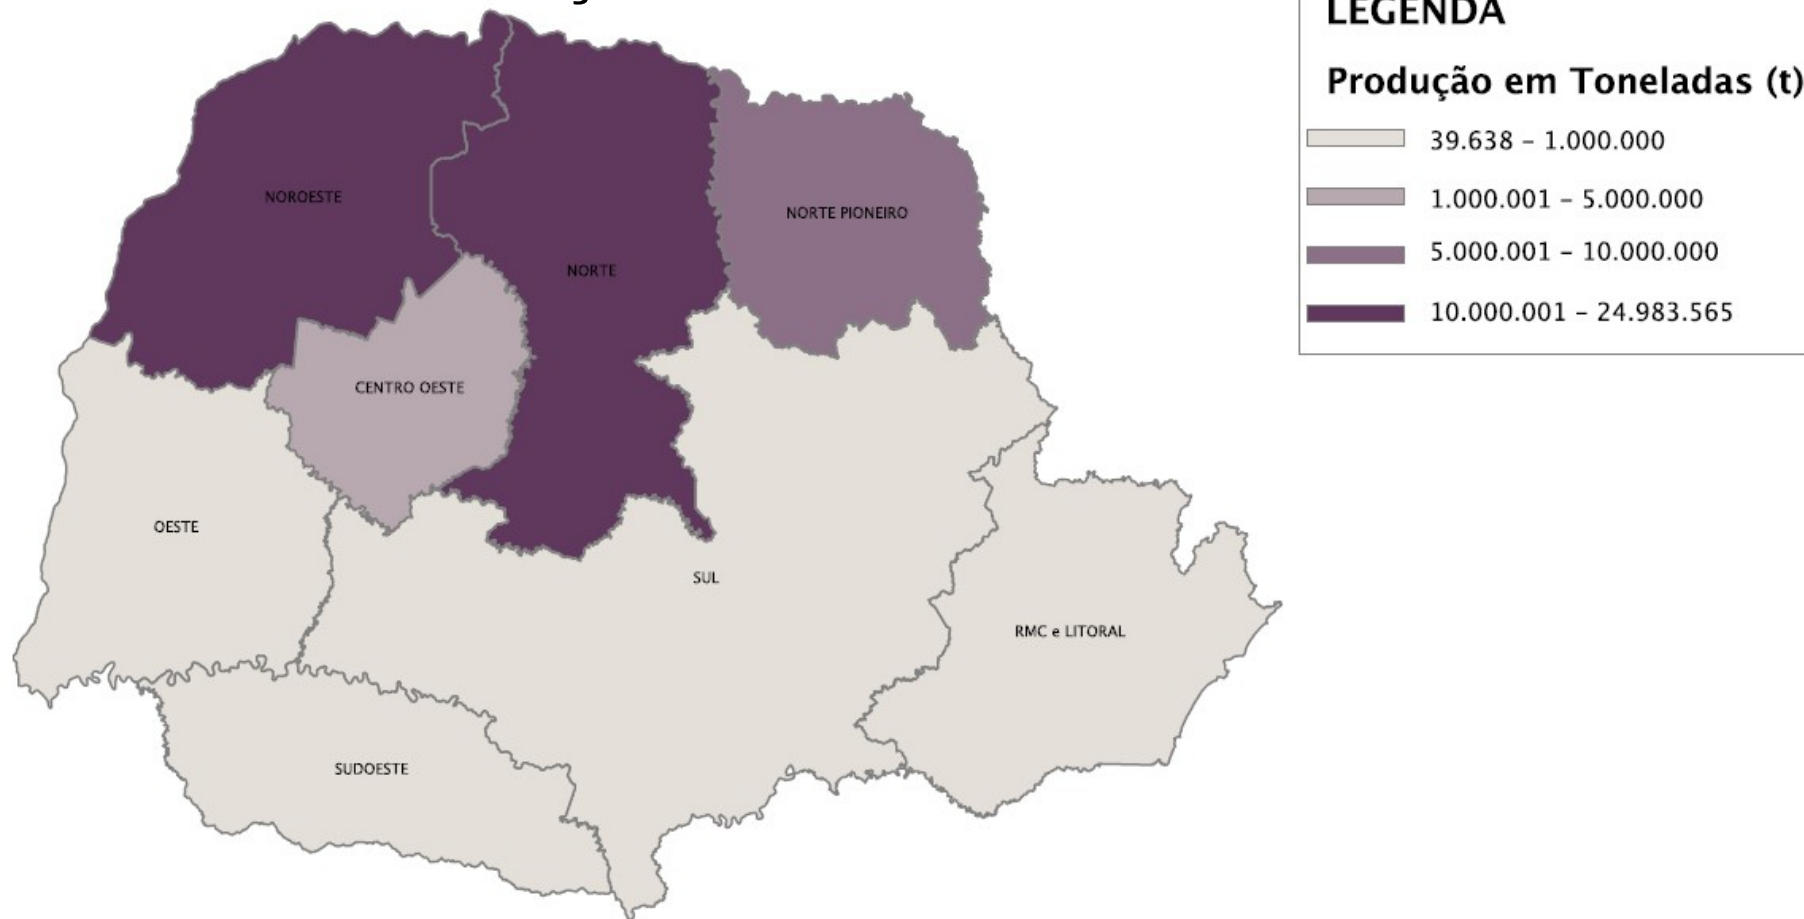 LEGENDA
Produção em Toneladas (t)
39.638 – 1.000.000
1.000.001 – 5.000.000
5.000.001 – 10.000.000
10.000.001 – 24.983.565
NOROESTE
NORTE PIONEIRO
NORTE
CENTRO OESTE
OESTE
SUL
RMC e LITORAL
SUDOESTE